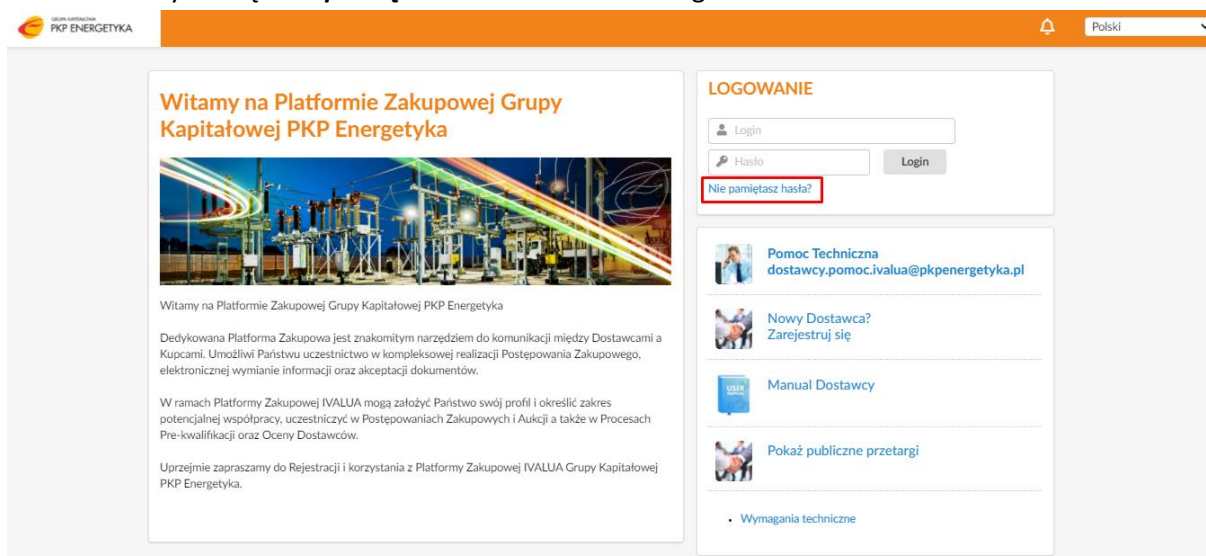 GRUPA KAPITAŁOWA
PKP ENERGETYKA
Polski
Witamy na Platformie Zakupowej Grupy
Kapitałowej PKP Energetyka
Witamy na Platformie Zakupowej Grupy Kapitałowej PKP Energetyka
Dedykowana Platforma Zakupowa jest znakomitym narzędziem do komunikacji między Dostawcami a
Kupcami. Umożliwi Państwu uczestnictwo w kompleksowej realizacji Postępowania Zakupowego,
elektronicznej wymianie informacji oraz akceptacji dokumentów.
W ramach Platformy Zakupowej IVALUA mogą założyć Państwo swój profil i określić zakres
potencjalnej współpracy, uczestniczyć w Postępowaniach Zakupowych i Aukcji a także w Procesach
Pre-kwalifikacji oraz Oceny Dostawców.
Uprzejmie zapraszamy do Rejestracji i korzystania z Platformy Zakupowej IVALUA Grupy Kapitałowej
PKP Energetyka.
LOGOWANIE
Login
Hasło
Login
Nie pamiętasz hasła?
Pomoc Techniczna
dostawcy.pomoc.ivalua@pkpenergetyka.pl
Nowy Dostawca?
Zarejestruj się
USER
MANUAL
Manual Dostawcy
Pokaż publiczne przetargi
• Wymagania techniczne